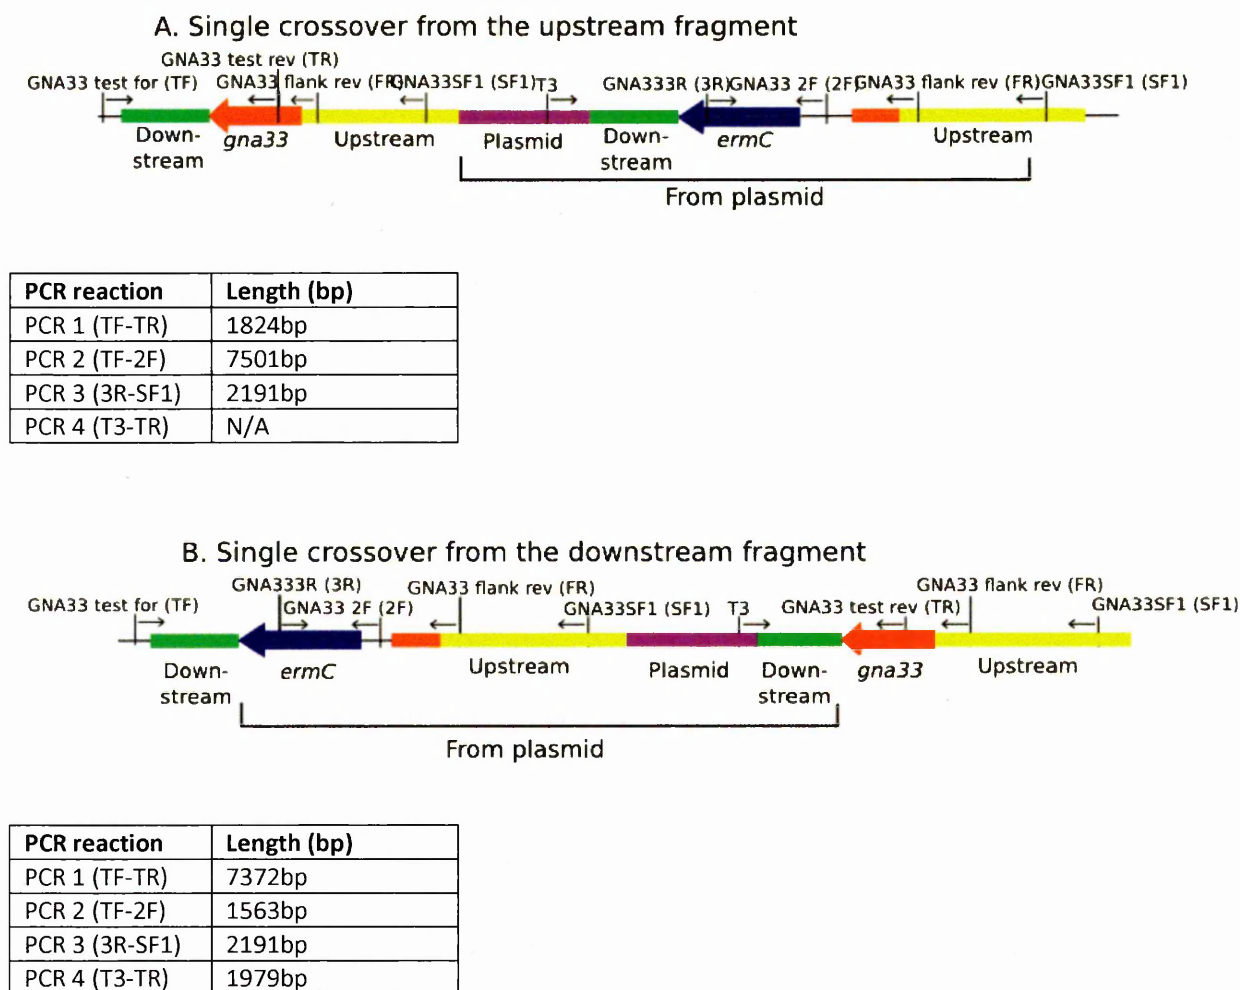 A. Single crossover from the upstream fragment
GNA33 test rev (TR)
GNA33 test for (TF) GNA33 flank rev (FR) GNA33SF1 (SF1) T3 GNA333R (3R) GNA33 2F (2F) GNA33 flank rev (FR) GNA33SF1 (SF1)
Down-stream gna33 Upstream Plasmid Down-stream ermC Upstream
From plasmid
PCR reaction Length (bp)
PCR 1 (TF-TR) 1824bp
PCR 2 (TF-2F) 7501bp
PCR 3 (3R-SF1) 2191bp
PCR 4 (T3-TR) N/A
B. Single crossover from the downstream fragment
GNA333R (3R) GNA33 flank rev (FR) GNA33 flank rev (FR)
GNA33 test for (TF) GNA33 2F (2F) GNA33SF1 (SF1) T3 GNA33 test rev (TR) GNA33SF1 (SF1)
Down-stream ermC Upstream Plasmid Down-stream gna33 Upstream
From plasmid
PCR reaction Length (bp)
PCR 1 (TF-TR) 7372bp
PCR 2 (TF-2F) 1563bp
PCR 3 (3R-SF1) 2191bp
PCR 4 (T3-TR) 1979bp